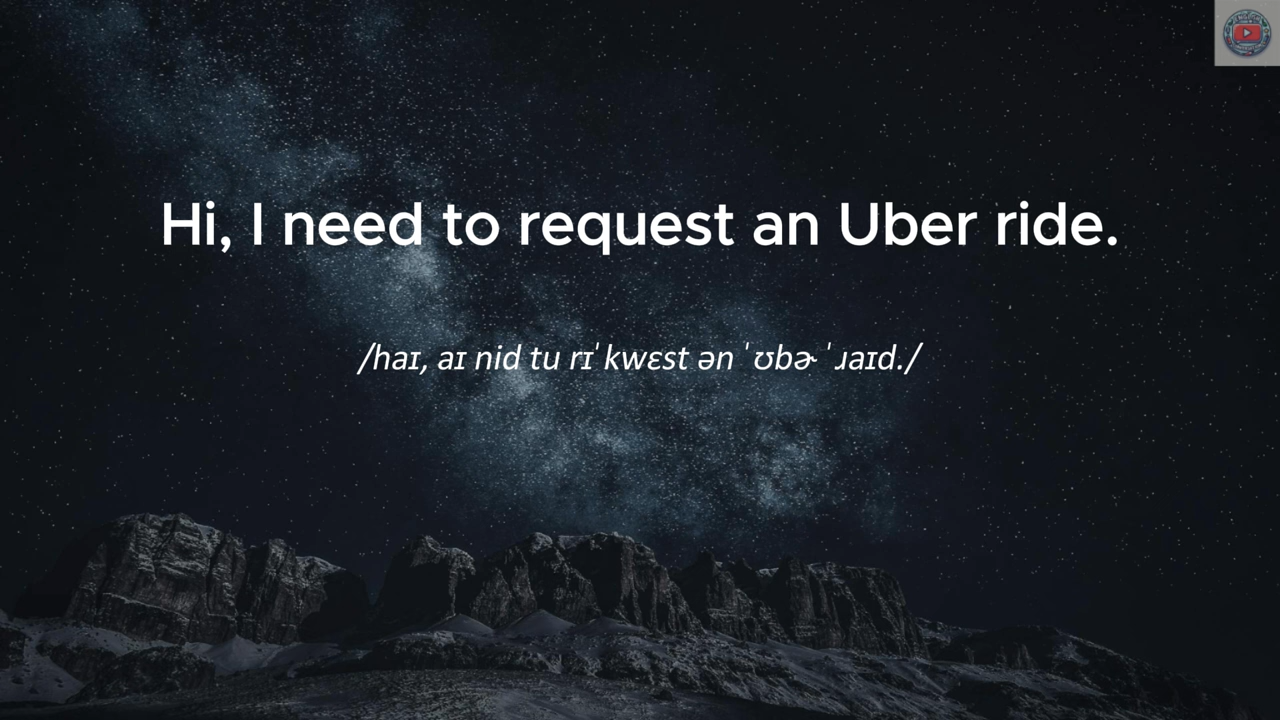 Hi, I need to request an Uber ride.
/haɪ, aɪ nid tu rɪˈkwɛst ən ˈʊbɚ ˈɹaɪd./